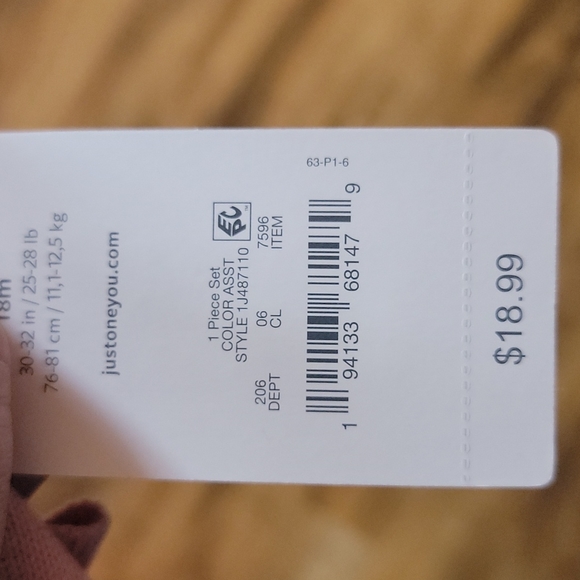 18m
30-32 in / 25-28 lb
76-81 cm / 11,1-12,5 kg
justoneyou.com
1 Piece Set
COLOR ASST
STYLE 1J487110
EPC
206 06 7596
DEPT CL ITEM
63-P1-6
1 94133 68147 9
$18.99